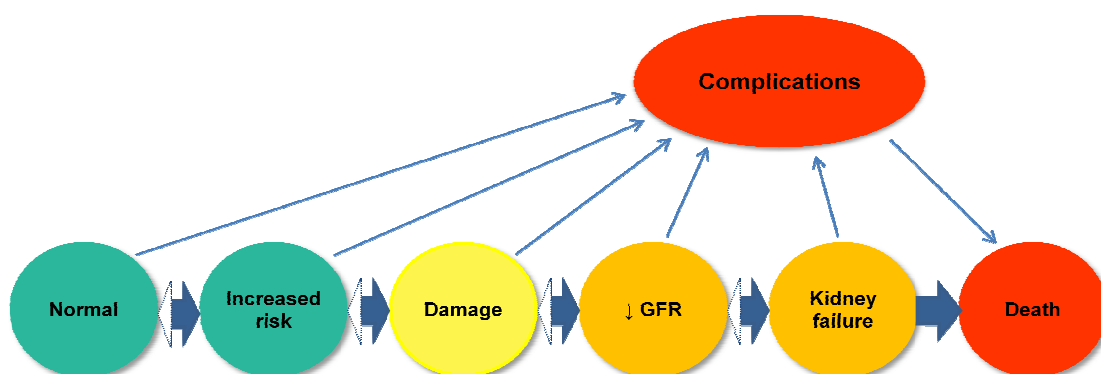 Complications
Normal
Increased
risk
Damage
↓ GFR
Kidney
failure
Death